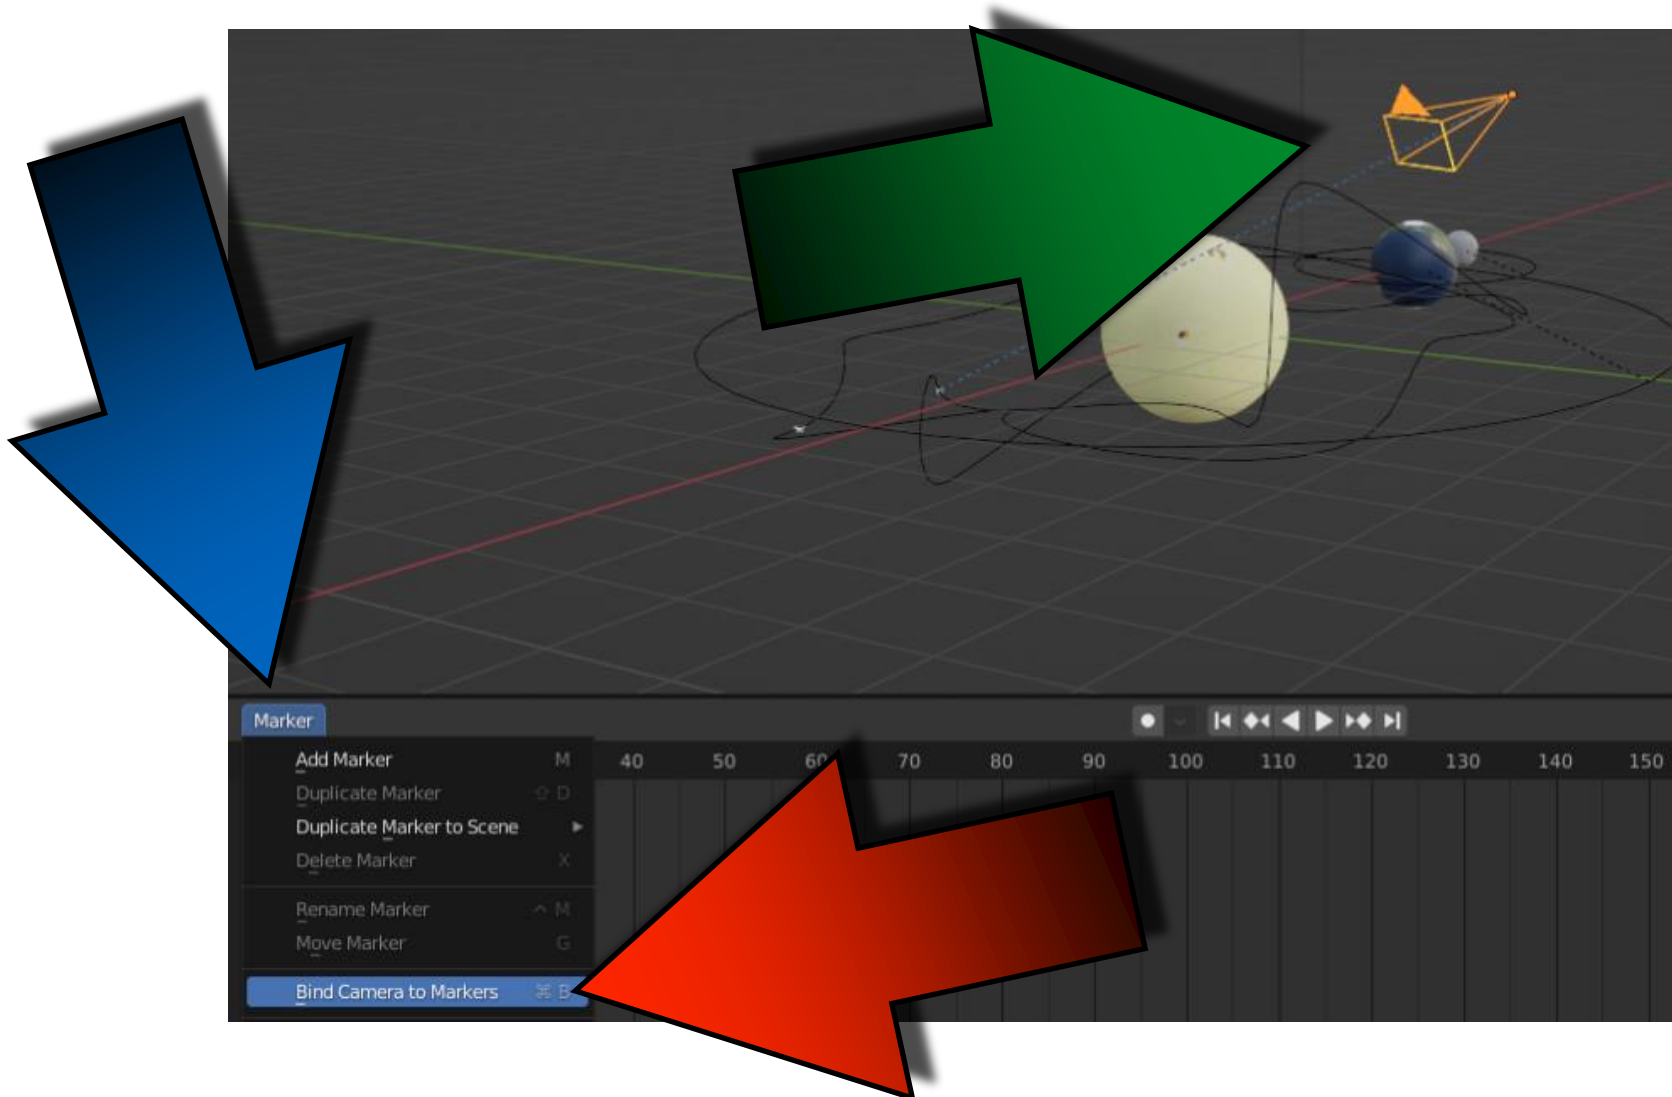 Marker
Add Marker M
Duplicate Marker ⇧ D
Duplicate Marker to Scene ▶
Delete Marker X
Rename Marker ^ M
Move Marker G
Bind Camera to Markers ⌘ B
40 50 60 70 80 90 100 110 120 130 140 150